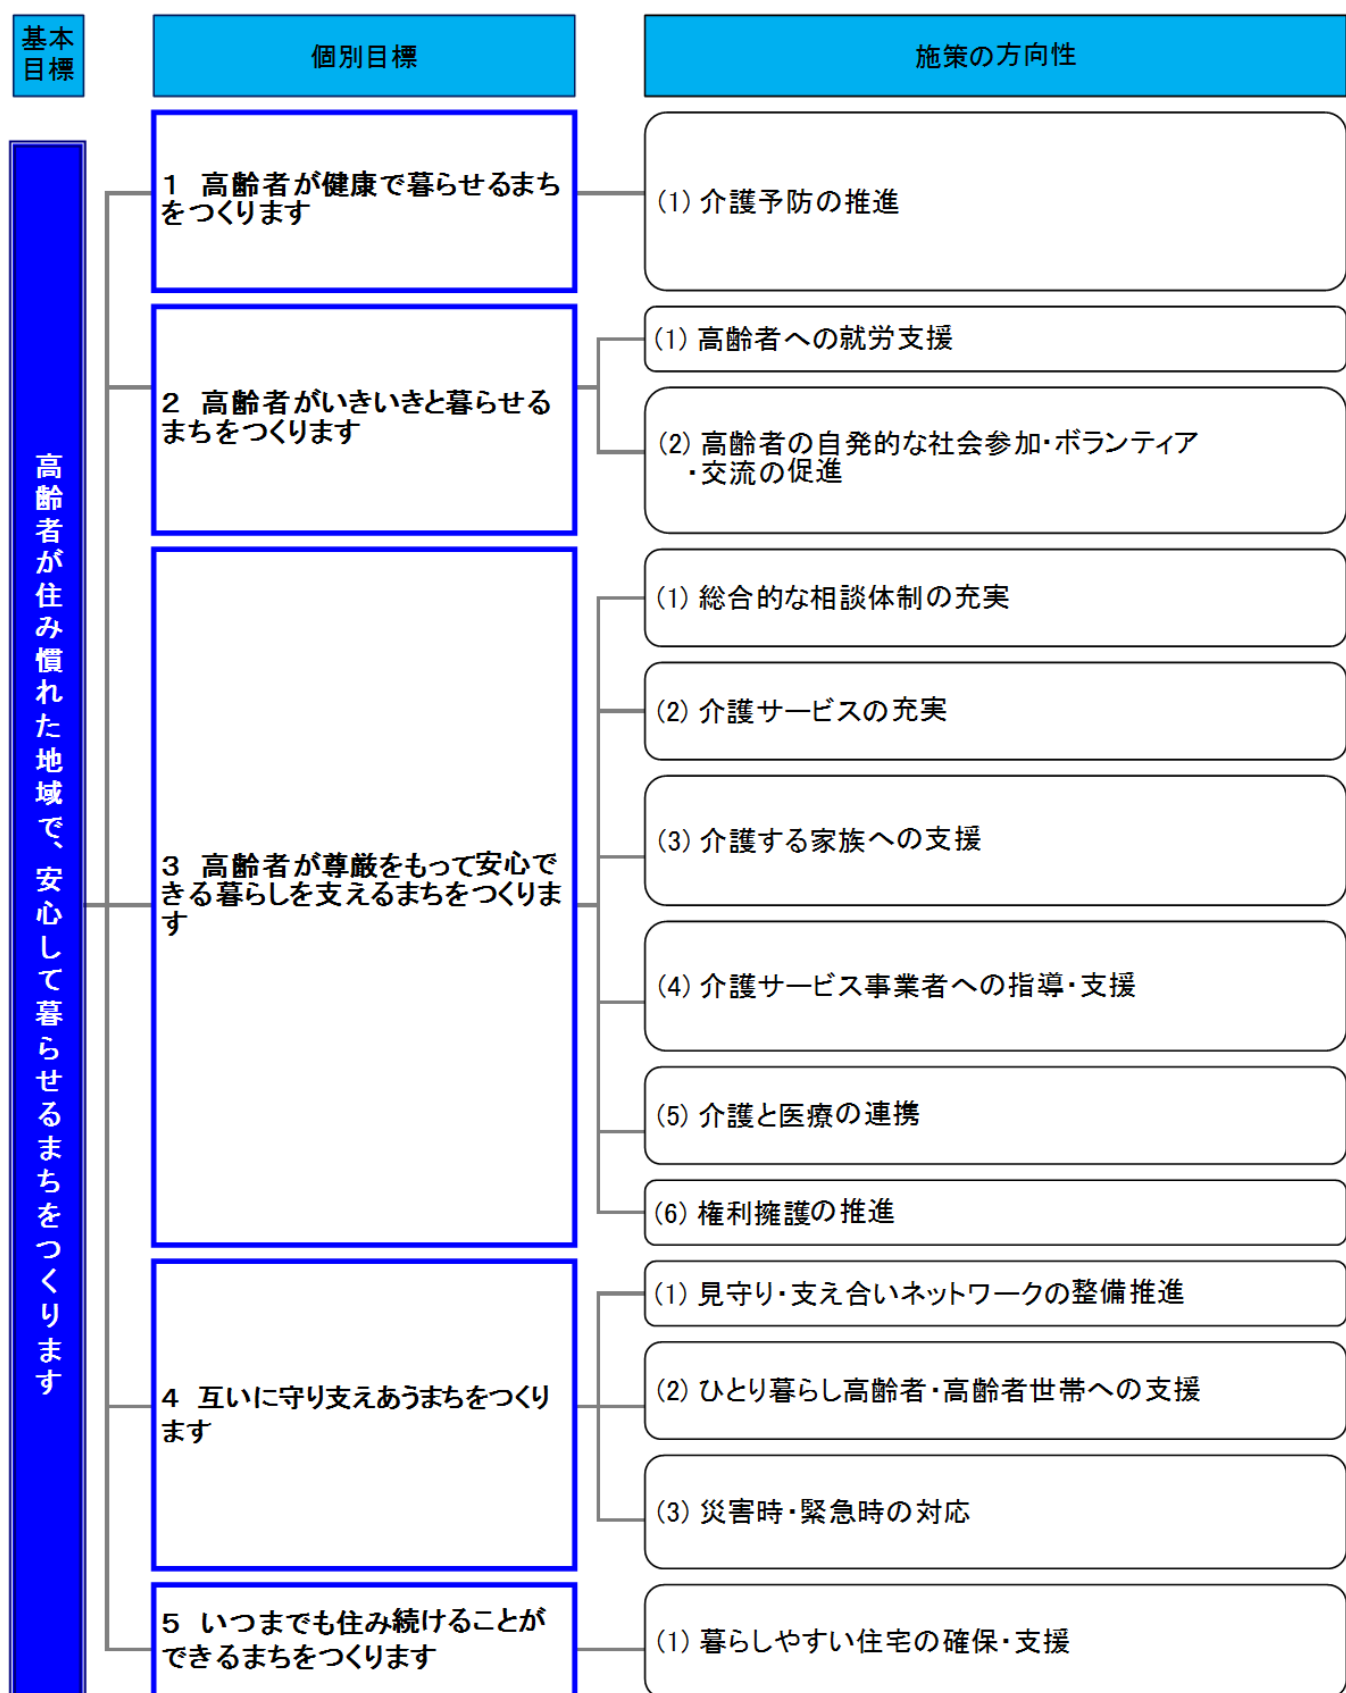 基本
目標
個別目標
施策の方向性
高齢者が住み慣れた地域で、安心して暮らせるまちをつくります
1 高齢者が健康で暮らせるまち
をつくります
(1) 介護予防の推進
2 高齢者がいきいきと暮らせる
まちをつくります
(1) 高齢者への就労支援
(2) 高齢者の自発的な社会参加・ボランティア
・交流の促進
3 高齢者が尊厳をもって安心で
きる暮らしを支えるまちをつくりま
す
(1) 総合的な相談体制の充実
(2) 介護サービスの充実
(3) 介護する家族への支援
(4) 介護サービス事業者への指導・支援
(5) 介護と医療の連携
(6) 権利擁護の推進
4 互いに守り支えあうまちをつくり
ます
(1) 見守り・支え合いネットワークの整備推進
(2) ひとり暮らし高齢者・高齢者世帯への支援
(3) 災害時・緊急時の対応
5 いつまでも住み続けることが
できるまちをつくります
(1) 暮らしやすい住宅の確保・支援